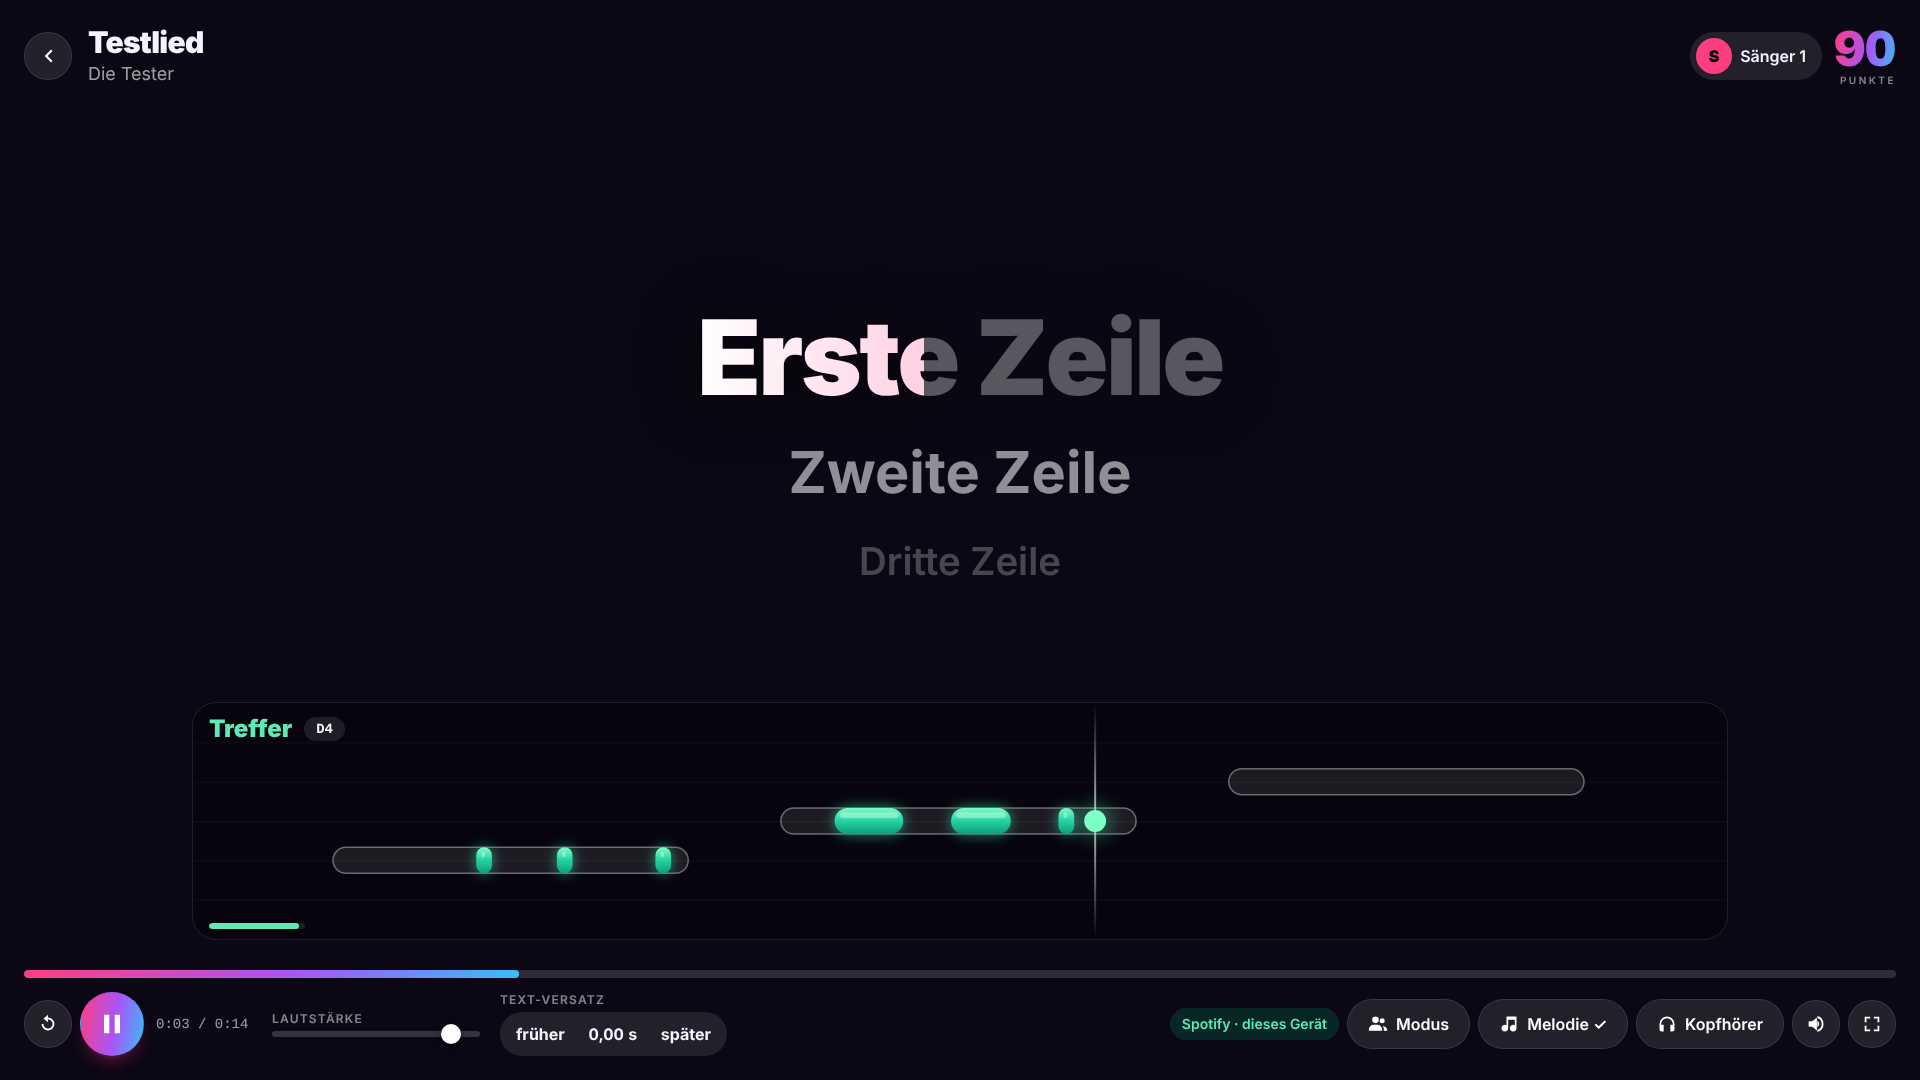 Testlied
Die Tester
S
Sänger 1
90
PUNKTE
Erste Zeile
Zweite Zeile
Dritte Zeile
Treffer
D4
0:03 / 0:14
LAUTSTÄRKE
TEXT-VERSATZ
früher
0,00 s
später
Spotify · dieses Gerät
Modus
Melodie ✓
Kopfhörer